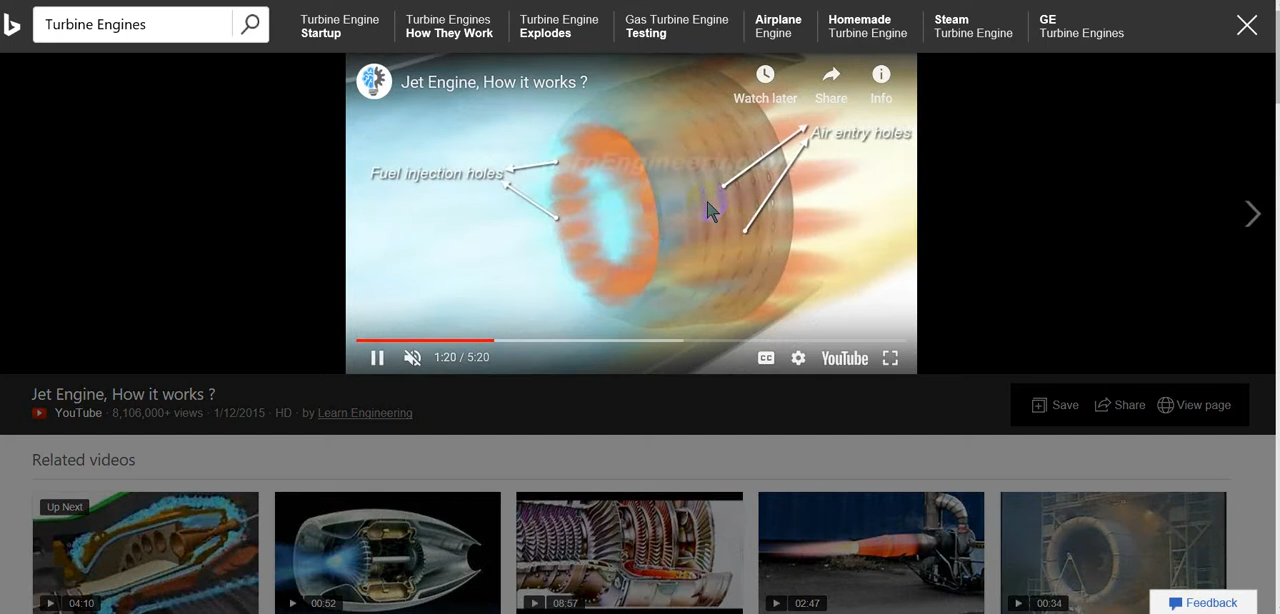 Turbine Engines
Turbine Engine
Startup
Turbine Engines
How They Work
Turbine Engine
Explodes
Gas Turbine Engine
Testing
Airplane
Engine
Homemade
Turbine Engine
Steam
Turbine Engine
GE
Turbine Engines
Jet Engine, How it works ?
Watch later
Share
Info
Air entry holes
Fuel injection holes
1:20 / 5:20
CC
YouTube
Jet Engine, How it works ?
YouTube · 8,106,000+ views · 1/12/2015 · HD · by Learn Engineering
Save
Share
View page
Related videos
Up Next
04:10
00:52
08:57
02:47
00:34
Feedback